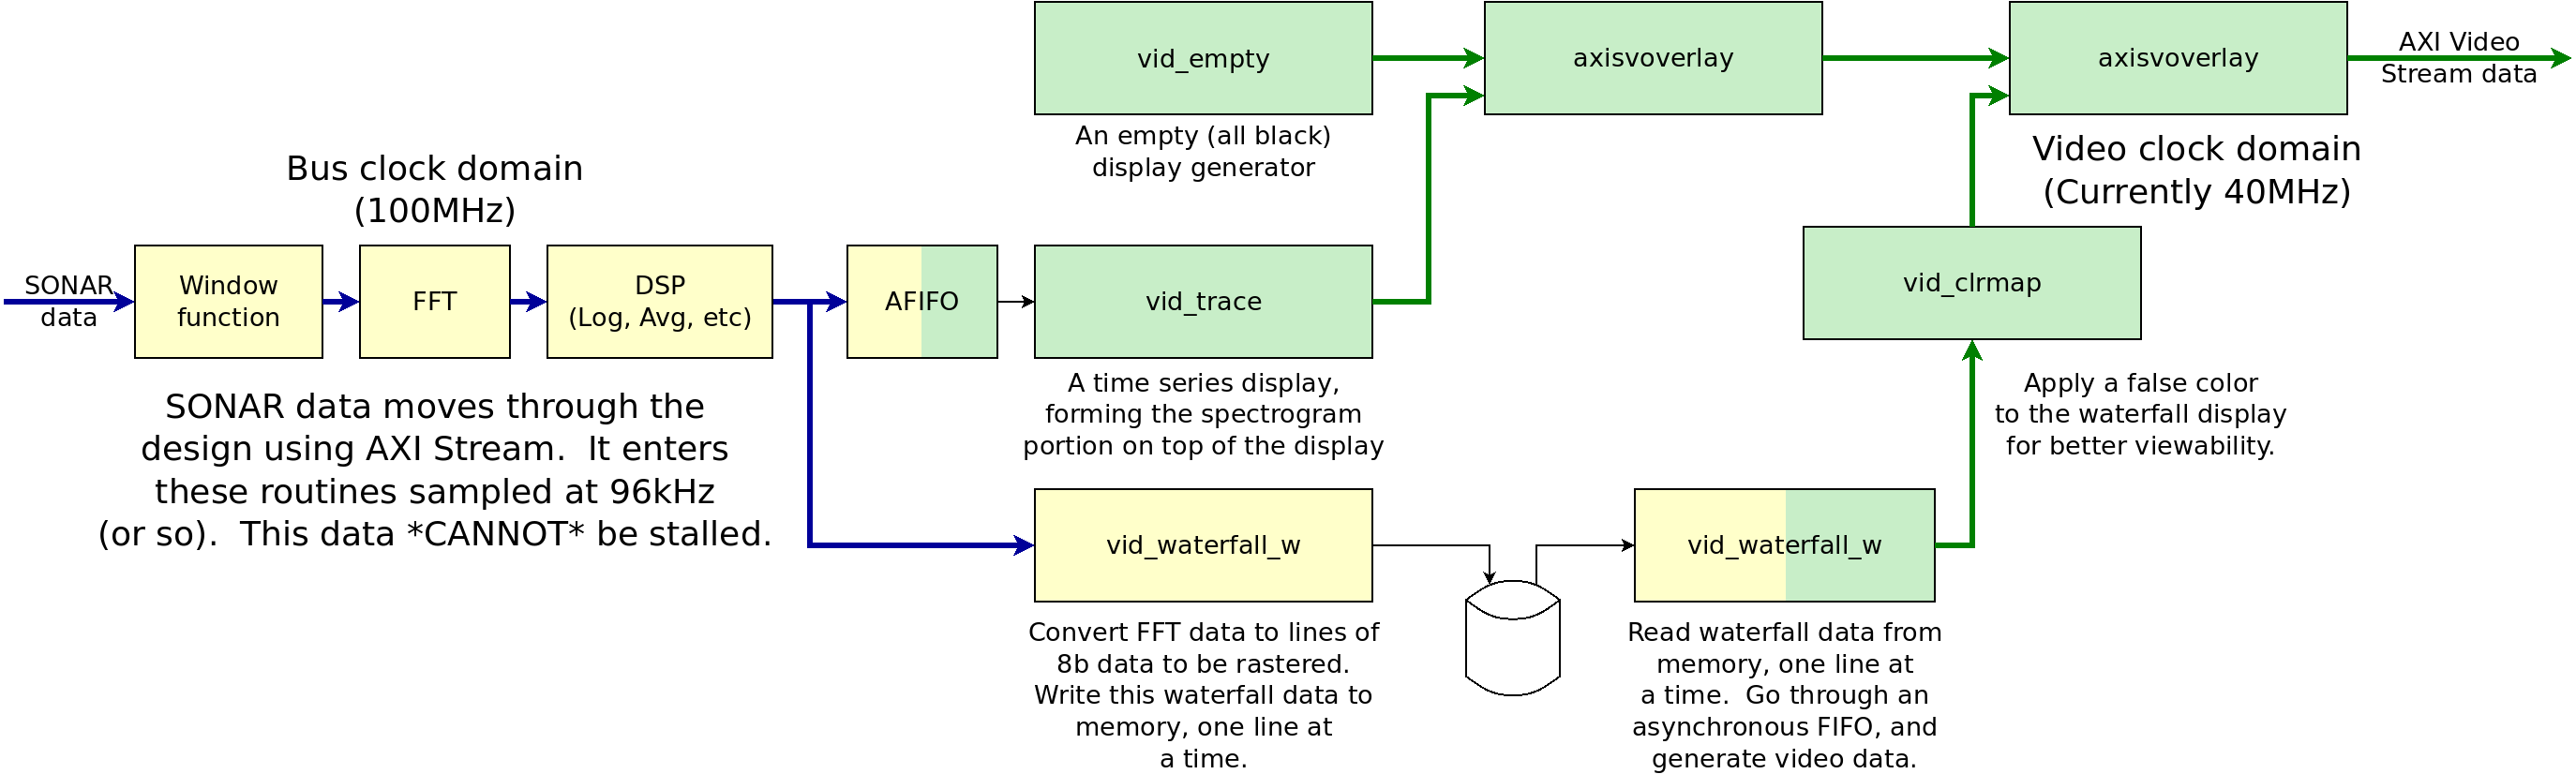 vid_empty
axisvoverlay
axisvoverlay
AXI Video
Stream data
An empty (all black)
display generator
Video clock domain
(Currently 40MHz)
Bus clock domain
(100MHz)
SONAR
data
Window
function
FFT
DSP
(Log, Avg, etc)
AFIFO
vid_trace
vid_clrmap
SONAR data moves through the
design using AXI Stream.  It enters
these routines sampled at 96kHz
(or so).  This data *CANNOT* be stalled.
A time series display,
forming the spectrogram
portion on top of the display
Apply a false color
to the waterfall display
for better viewability.
vid_waterfall_w
vid_waterfall_w
Convert FFT data to lines of
8b data to be rastered.
Write this waterfall data to
memory, one line at
a time.
Read waterfall data from
memory, one line at
a time.  Go through an
asynchronous FIFO, and
generate video data.